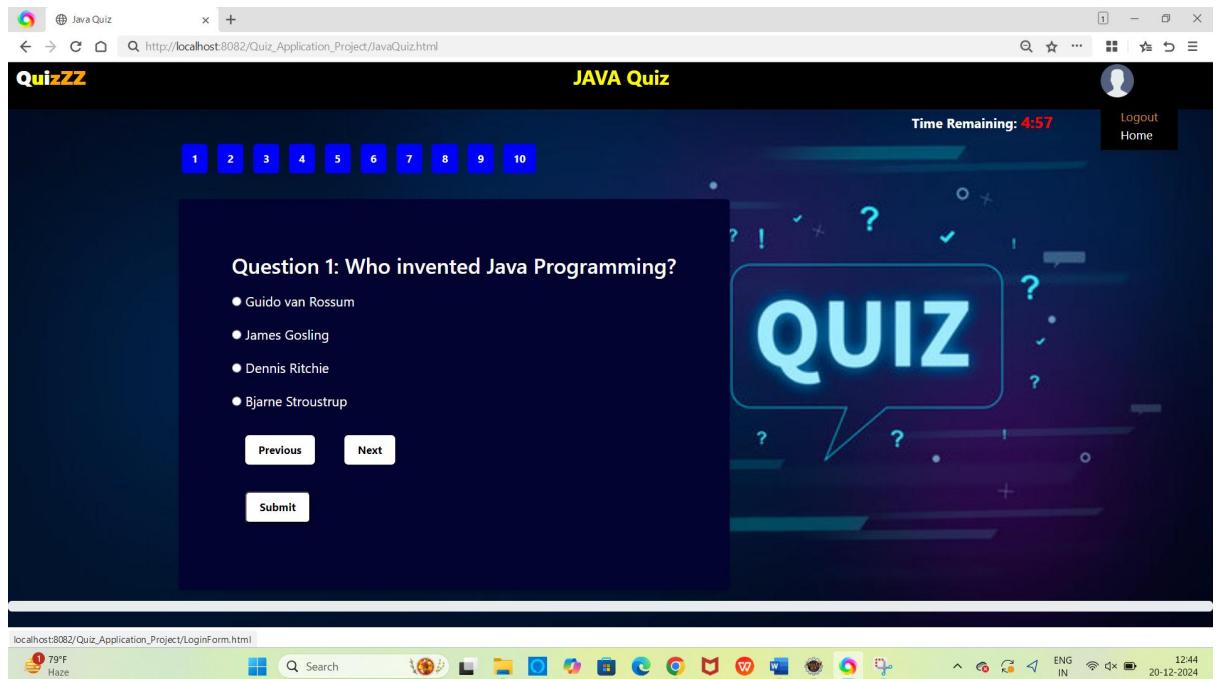 Java Quiz
1
http://localhost:8082/Quiz_Application_Project/JavaQuiz.html
QuizZZ
JAVA Quiz
Time Remaining: 4:57
Logout
Home
1 2 3 4 5 6 7 8 9 10
Question 1: Who invented Java Programming?
Guido van Rossum
James Gosling
Dennis Ritchie
Bjarne Stroustrup
Previous Next
Submit
? ! ? ! ?
QUIZ
?
? ? !
localhost:8082/Quiz_Application_Project/LoginForm.html
1
79°F
Haze
Search
W
ENG
IN
12:44
20-12-2024